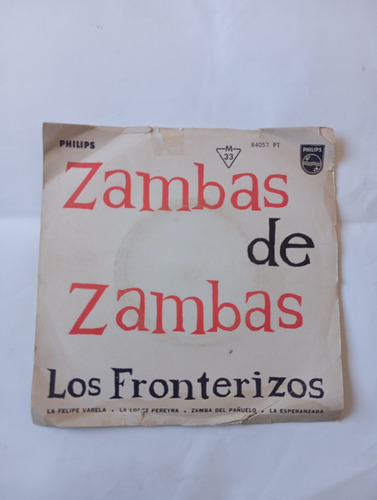 PHILIPS M 33 84057 PT PHILIPS
Zambas
de
Zambas
Los Fronterizos
LA FELIPE VARELA • LA LOPEZ PEREYRA • ZAMBA DEL PAÑUELO • LA ESPERANZADA